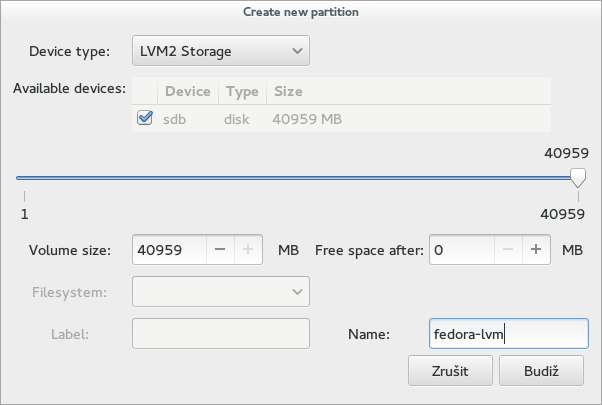 Create new partition
Device type: LVM2 Storage
Available devices: Device Type Size
sdb disk 40959 MB
40959
1 40959
Volume size: 40959 MB Free space after: 0 MB
Filesystem:
Label: Name: fedora-lvm
Zrušit Budiž